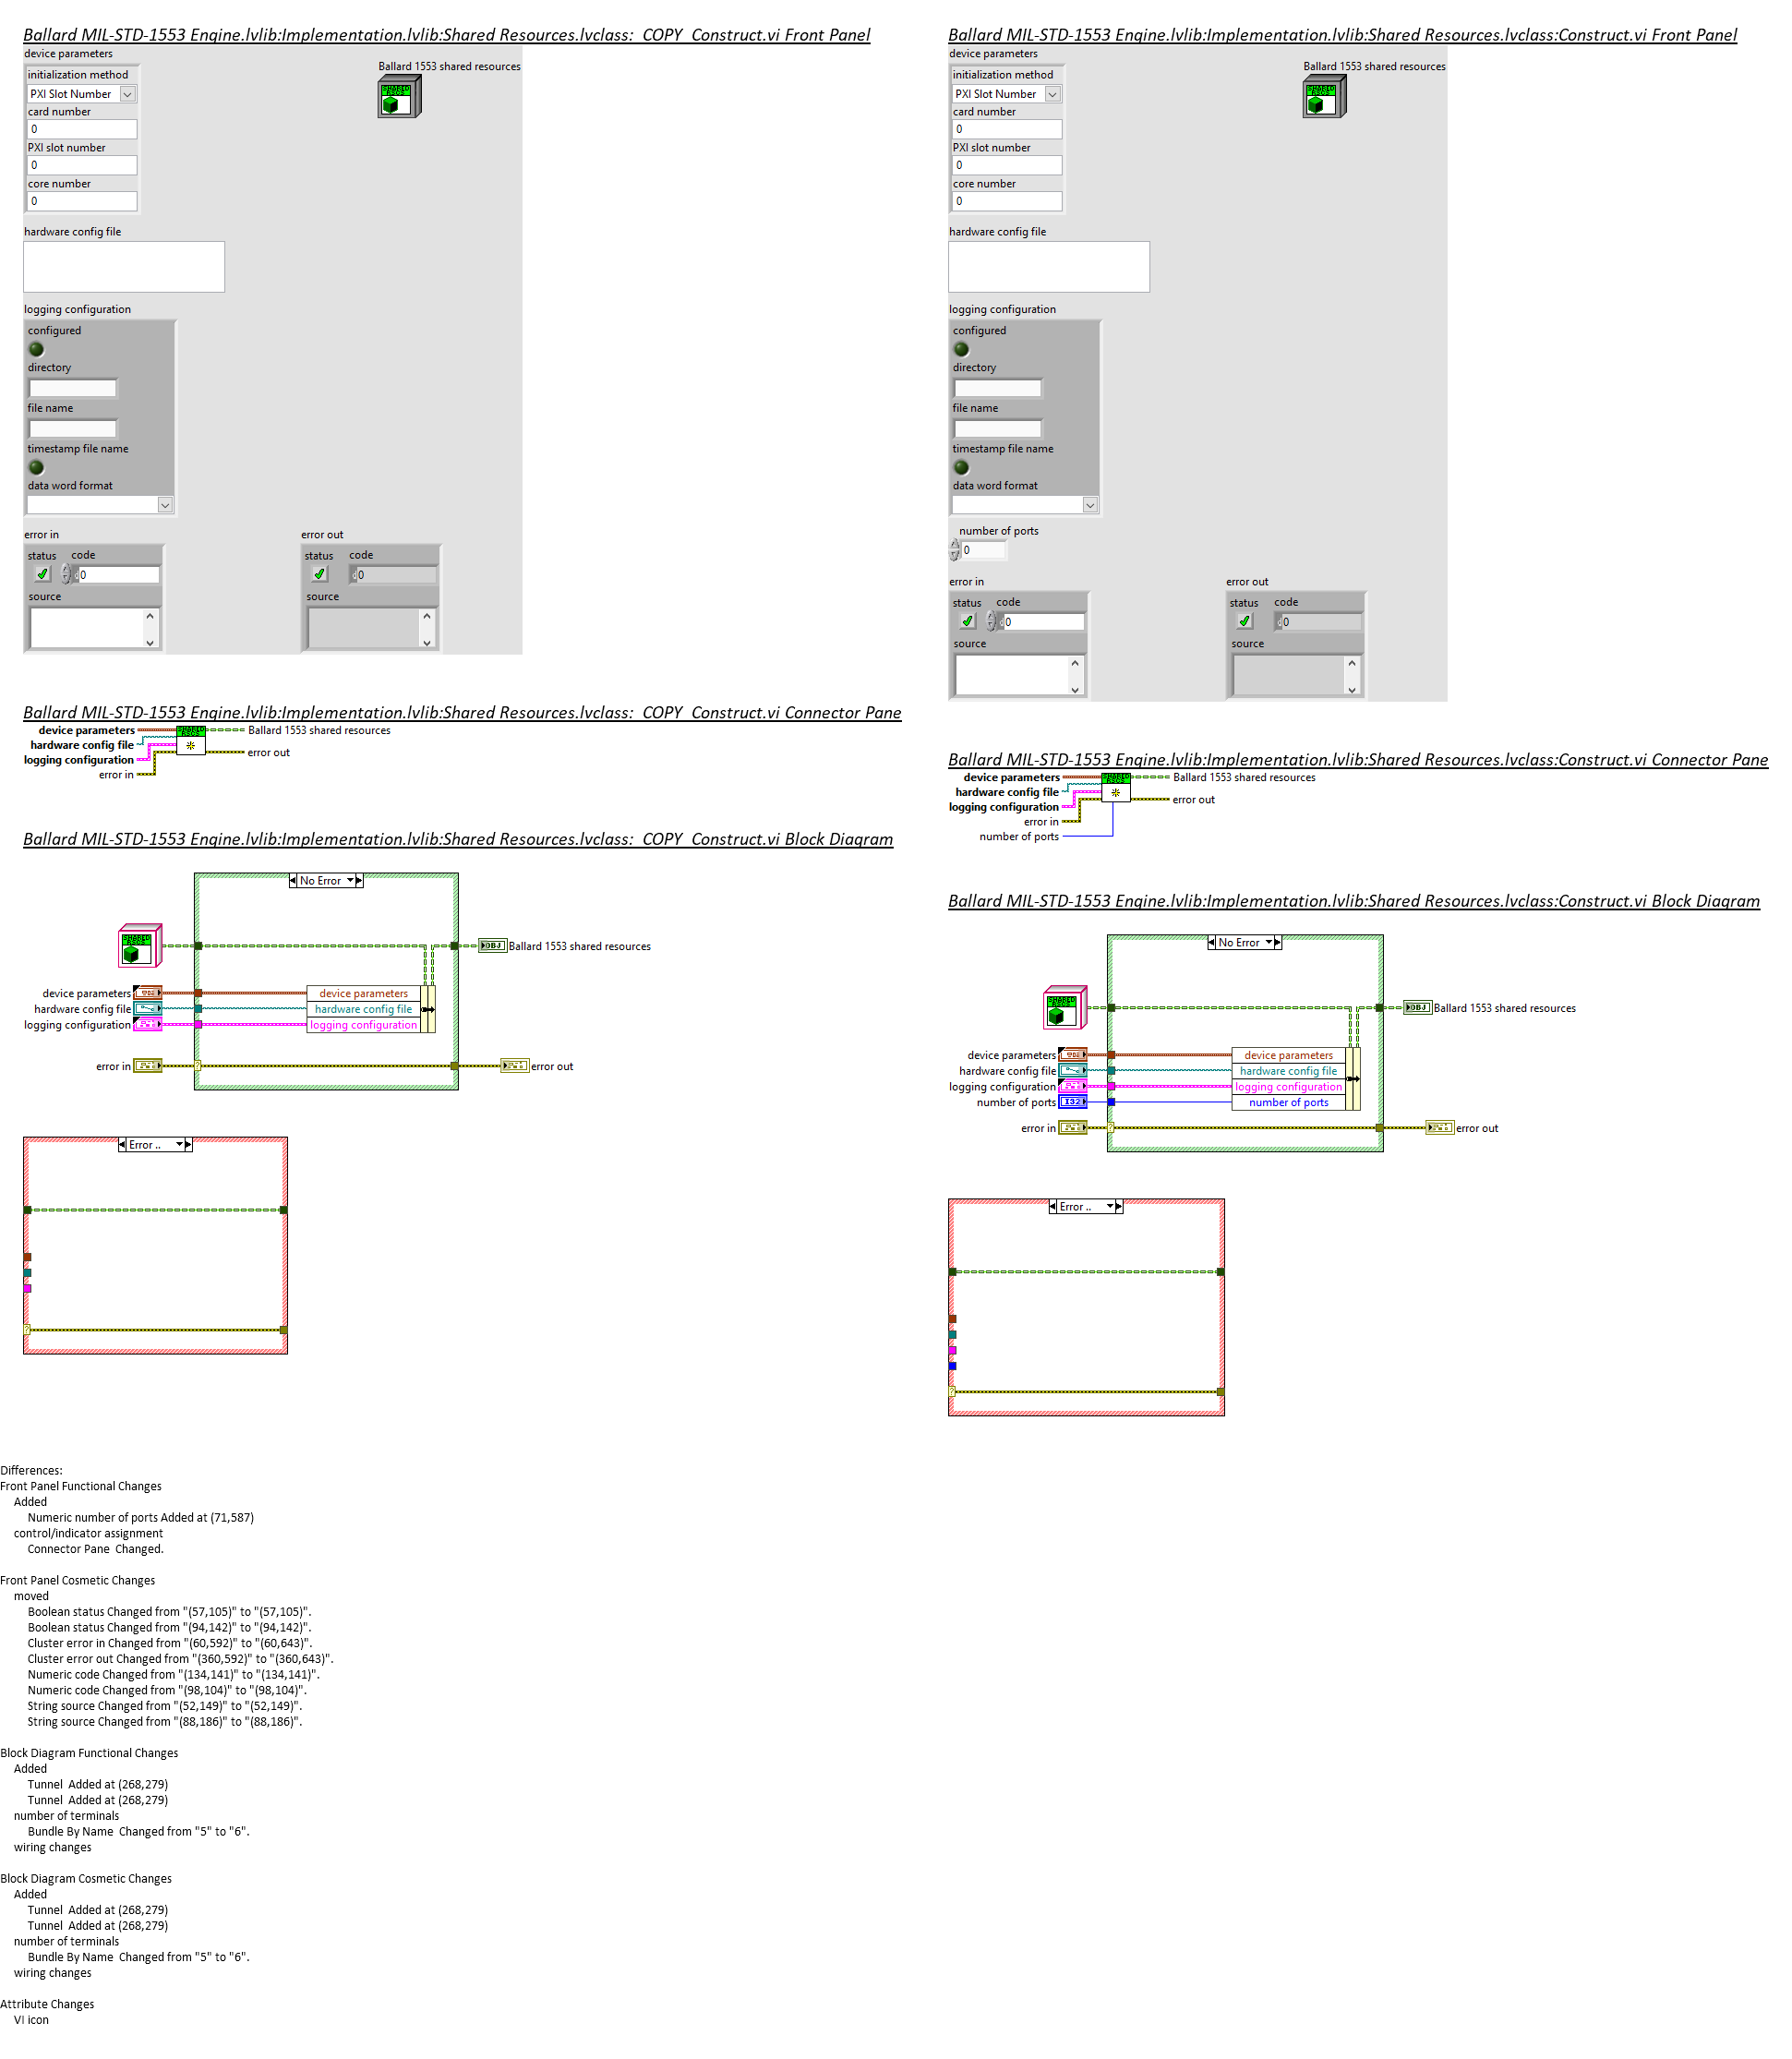 Ballard MIL-STD-1553 Engine.lvlib:Implementation.lvlib:Shared Resources.lvclass:_COPY_Construct.vi Front Panel
device parameters
initialization method
PXI Slot Number
card number
0
PXI slot number
0
core number
0
Ballard 1553 shared resources
SHARED
RSCS
hardware config file
logging configuration
configured
directory
file name
timestamp file name
data word format
error in
status
code
0
source
error out
status
code
0
source
Ballard MIL-STD-1553 Engine.lvlib:Implementation.lvlib:Shared Resources.lvclass:_COPY_Construct.vi Connector Pane
device parameters
hardware config file
logging configuration
error in
SHARED
RSCS
Ballard 1553 shared resources
error out
Ballard MIL-STD-1553 Engine.lvlib:Implementation.lvlib:Shared Resources.lvclass:_COPY_Construct.vi Block Diagram
No Error
SHARED
RSCS
OBJ
Ballard 1553 shared resources
device parameters
hardware config file
logging configuration
device parameters
hardware config file
logging configuration
error in
?
error out
Error ..
?
Ballard MIL-STD-1553 Engine.lvlib:Implementation.lvlib:Shared Resources.lvclass:Construct.vi Front Panel
device parameters
initialization method
PXI Slot Number
card number
0
PXI slot number
0
core number
0
Ballard 1553 shared resources
SHARED
RSCS
hardware config file
logging configuration
configured
directory
file name
timestamp file name
data word format
number of ports
0
error in
status
code
0
source
error out
status
code
0
source
Ballard MIL-STD-1553 Engine.lvlib:Implementation.lvlib:Shared Resources.lvclass:Construct.vi Connector Pane
device parameters
hardware config file
logging configuration
error in
number of ports
SHARED
RSCS
Ballard 1553 shared resources
error out
Ballard MIL-STD-1553 Engine.lvlib:Implementation.lvlib:Shared Resources.lvclass:Construct.vi Block Diagram
No Error
SHARED
RSCS
OBJ
Ballard 1553 shared resources
device parameters
hardware config file
logging configuration
number of ports
I32
device parameters
hardware config file
logging configuration
number of ports
error in
?
error out
Error ..
?
Differences:
Front Panel Functional Changes
Added
Numeric number of ports Added at (71,587)
control/indicator assignment
Connector Pane  Changed.
Front Panel Cosmetic Changes
moved
Boolean status Changed from "(57,105)" to "(57,105)".
Boolean status Changed from "(94,142)" to "(94,142)".
Cluster error in Changed from "(60,592)" to "(60,643)".
Cluster error out Changed from "(360,592)" to "(360,643)".
Numeric code Changed from "(134,141)" to "(134,141)".
Numeric code Changed from "(98,104)" to "(98,104)".
String source Changed from "(52,149)" to "(52,149)".
String source Changed from "(88,186)" to "(88,186)".
Block Diagram Functional Changes
Added
Tunnel  Added at (268,279)
Tunnel  Added at (268,279)
number of terminals
Bundle By Name  Changed from "5" to "6".
wiring changes
Block Diagram Cosmetic Changes
Added
Tunnel  Added at (268,279)
Tunnel  Added at (268,279)
number of terminals
Bundle By Name  Changed from "5" to "6".
wiring changes
Attribute Changes
VI icon